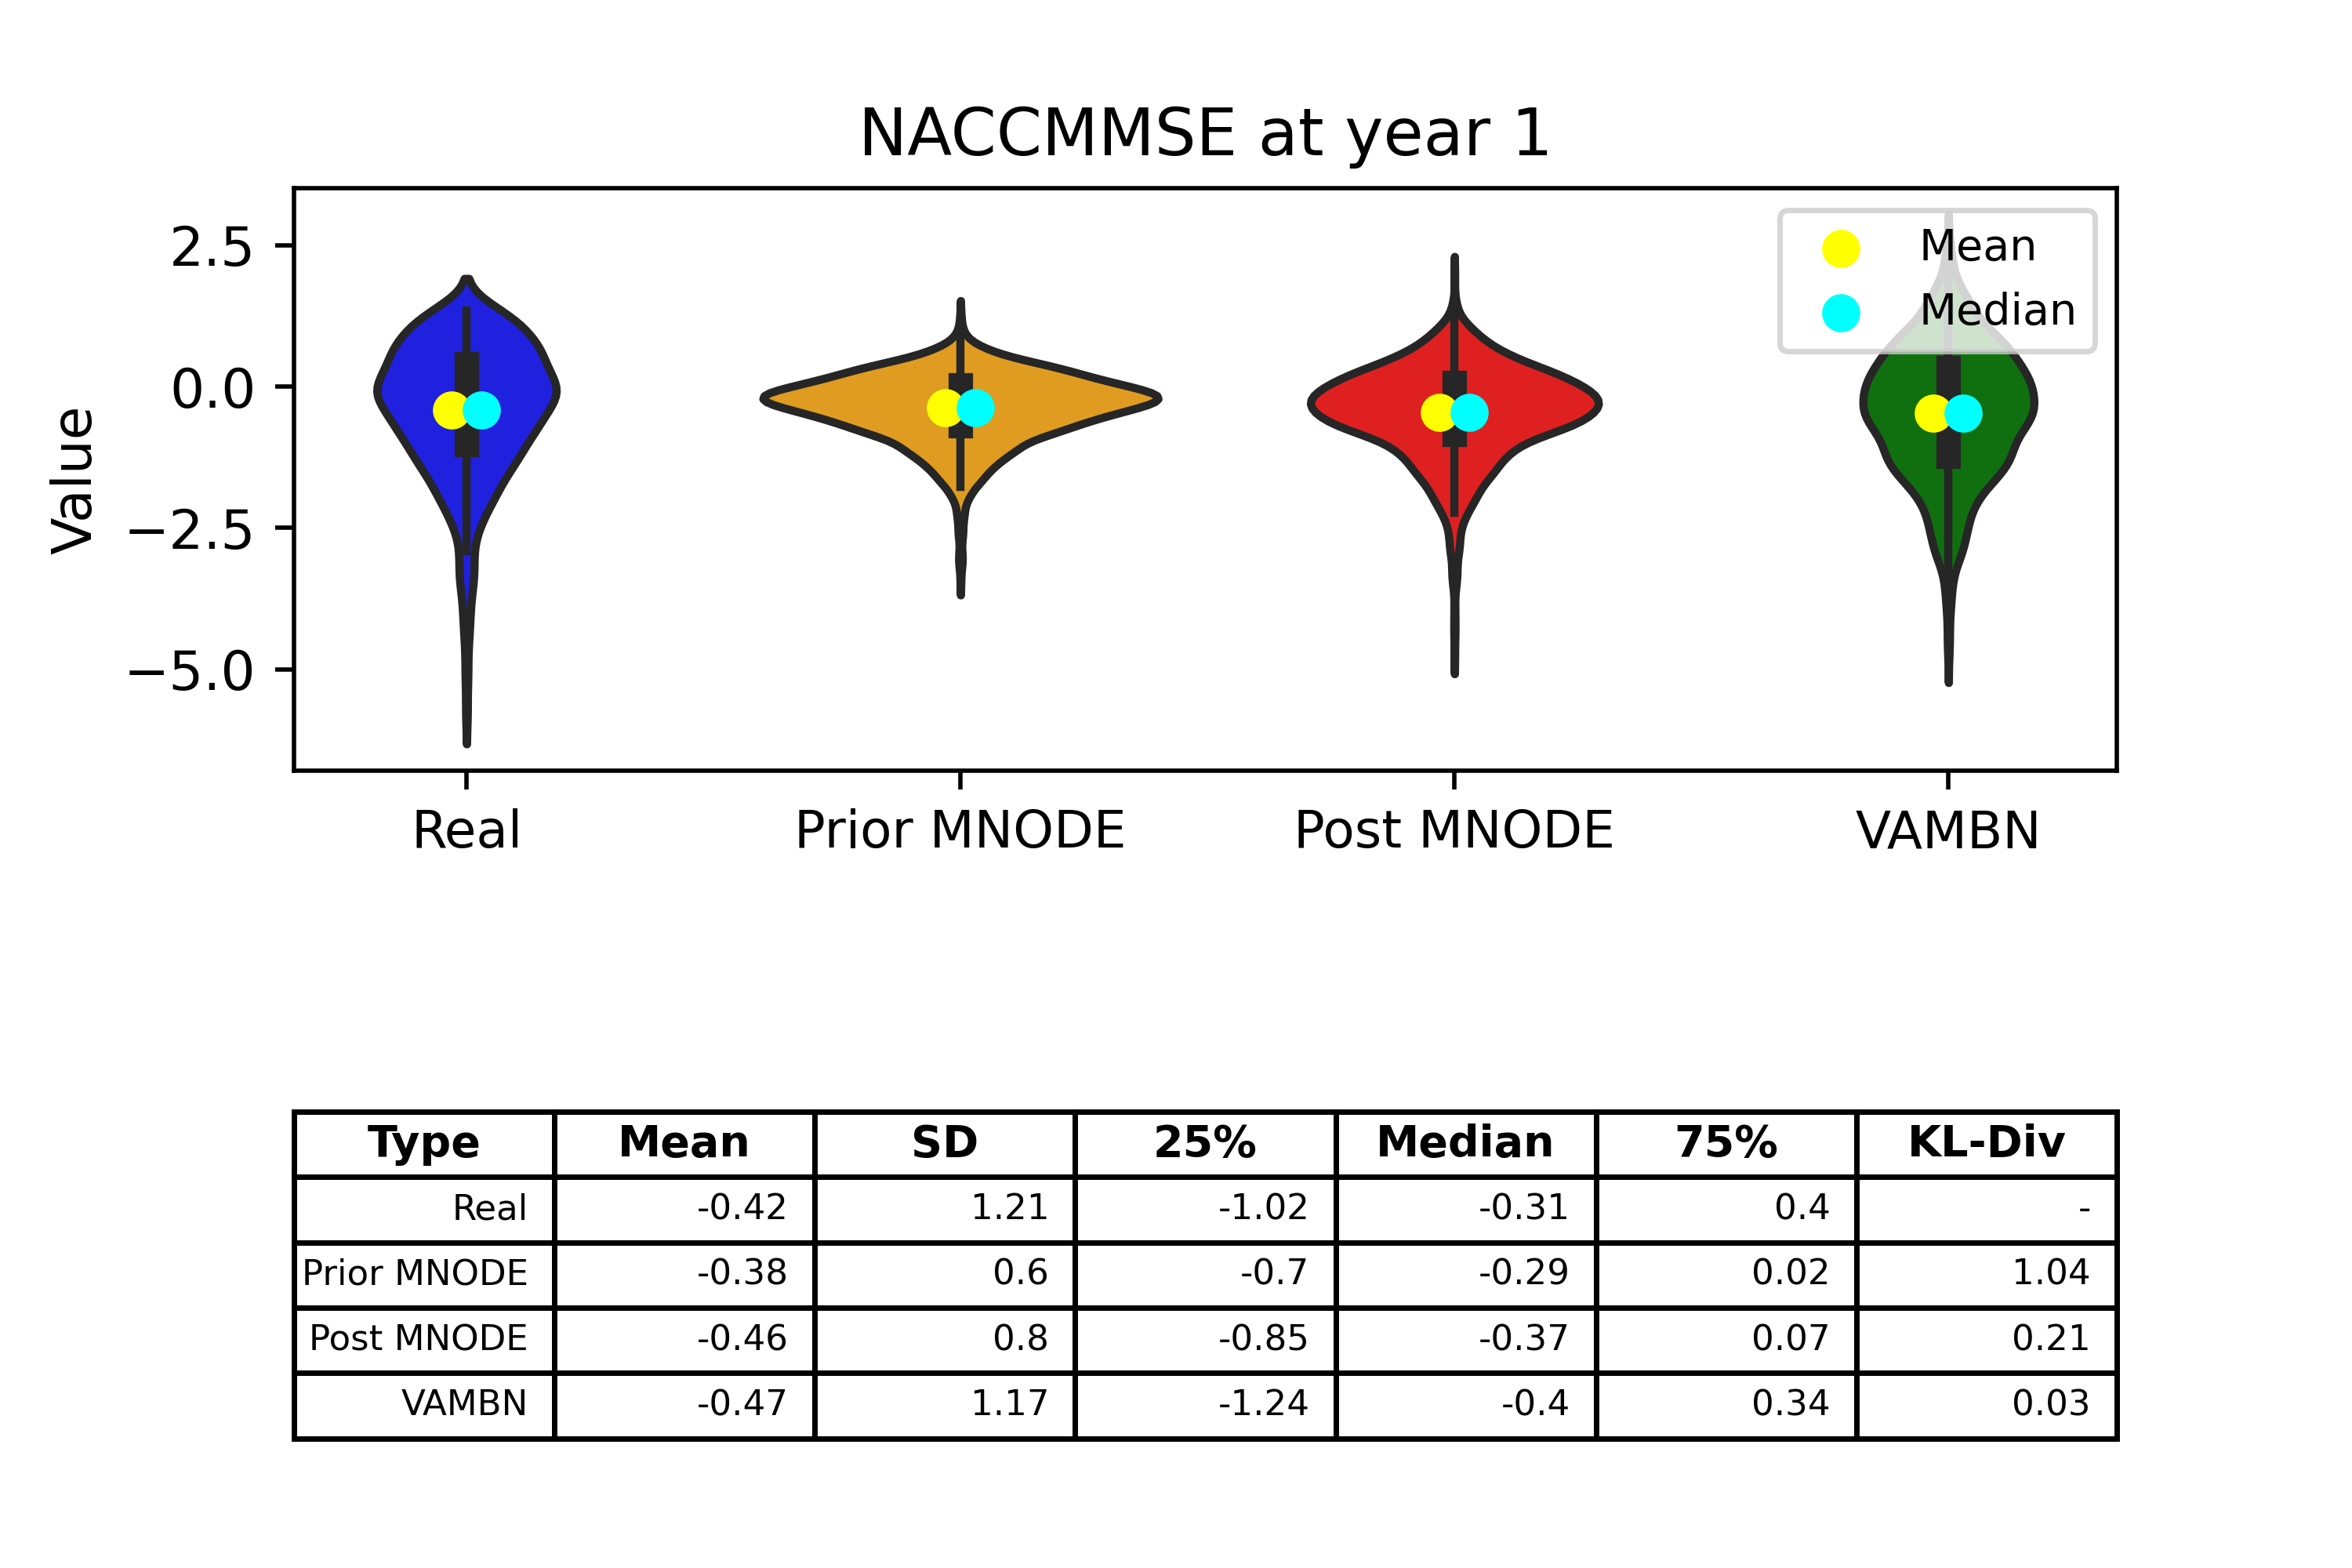 NACCMMSE at year 1
Value
2.5
0.0
−2.5
−5.0
Mean
Median
Real Prior MNODE Post MNODE VAMBN
Type Mean SD 25% Median 75% KL-Div
Real -0.42 1.21 -1.02 -0.31 0.4 -
Prior MNODE -0.38 0.6 -0.7 -0.29 0.02 1.04
Post MNODE -0.46 0.8 -0.85 -0.37 0.07 0.21
VAMBN -0.47 1.17 -1.24 -0.4 0.34 0.03